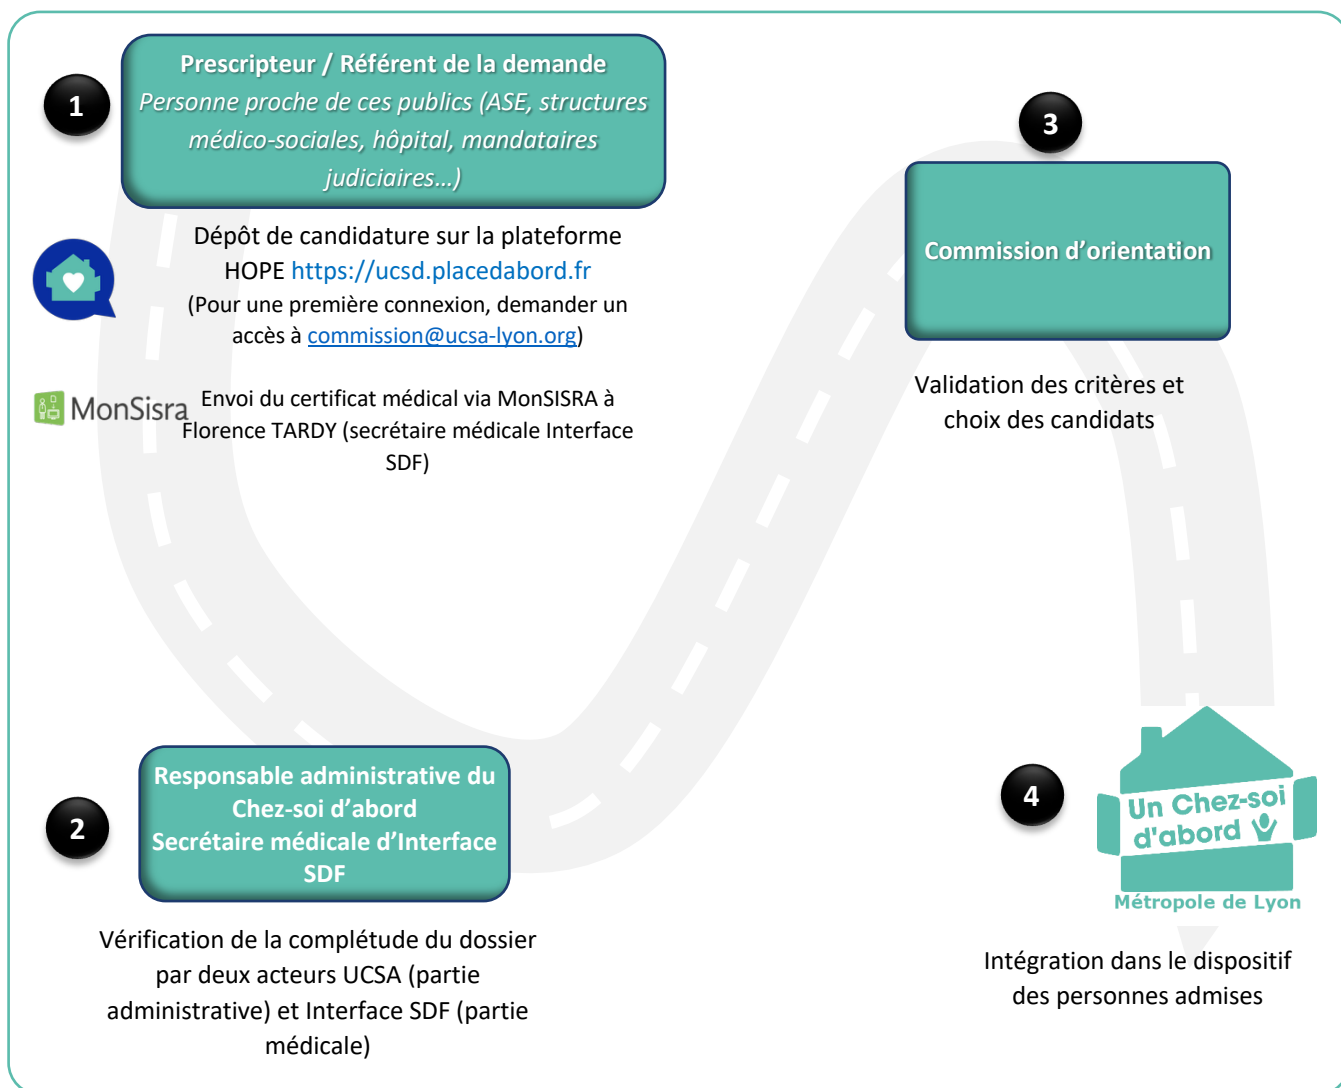 1
Prescripteur / Référent de la demande
Personne proche de ces publics (ASE, structures
médico-sociales, hôpital, mandataires
judiciaires…)
Dépôt de candidature sur la plateforme
HOPE https://ucsd.placedabord.fr
(Pour une première connexion, demander un
accès à commission@ucsa-lyon.org)
MonSisra
Envoi du certificat médical via MonSISRA à
Florence TARDY (secrétaire médicale Interface
SDF)
2
Responsable administrative du
Chez-soi d’abord
Secrétaire médicale d’Interface
SDF
Vérification de la complétude du dossier
par deux acteurs UCSA (partie
administrative) et Interface SDF (partie
médicale)
3
Commission d’orientation
Validation des critères et
choix des candidats
4
Un Chez-soi
d'abord
Métropole de Lyon
Intégration dans le dispositif
des personnes admises